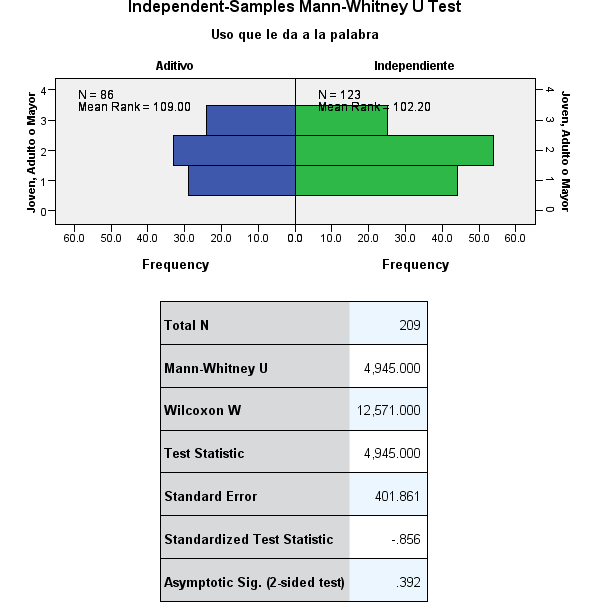 Independent-Samples Mann-Whitney U Test
Uso que le da a la palabra
Aditivo Independiente
N = 86 N = 123
Mean Rank = 109.00 Mean Rank = 102.20
Joven, Adulto o Mayor
4
3
2
1
0
Joven, Adulto o Mayor
4
3
2
1
0
60.0 50.0 40.0 30.0 20.0 10.0 0.0 10.0 20.0 30.0 40.0 50.0 60.0
Frequency Frequency
Total N 209
Mann-Whitney U 4,945.000
Wilcoxon W 12,571.000
Test Statistic 4,945.000
Standard Error 401.861
Standardized Test Statistic -.856
Asymptotic Sig. (2-sided test) .392